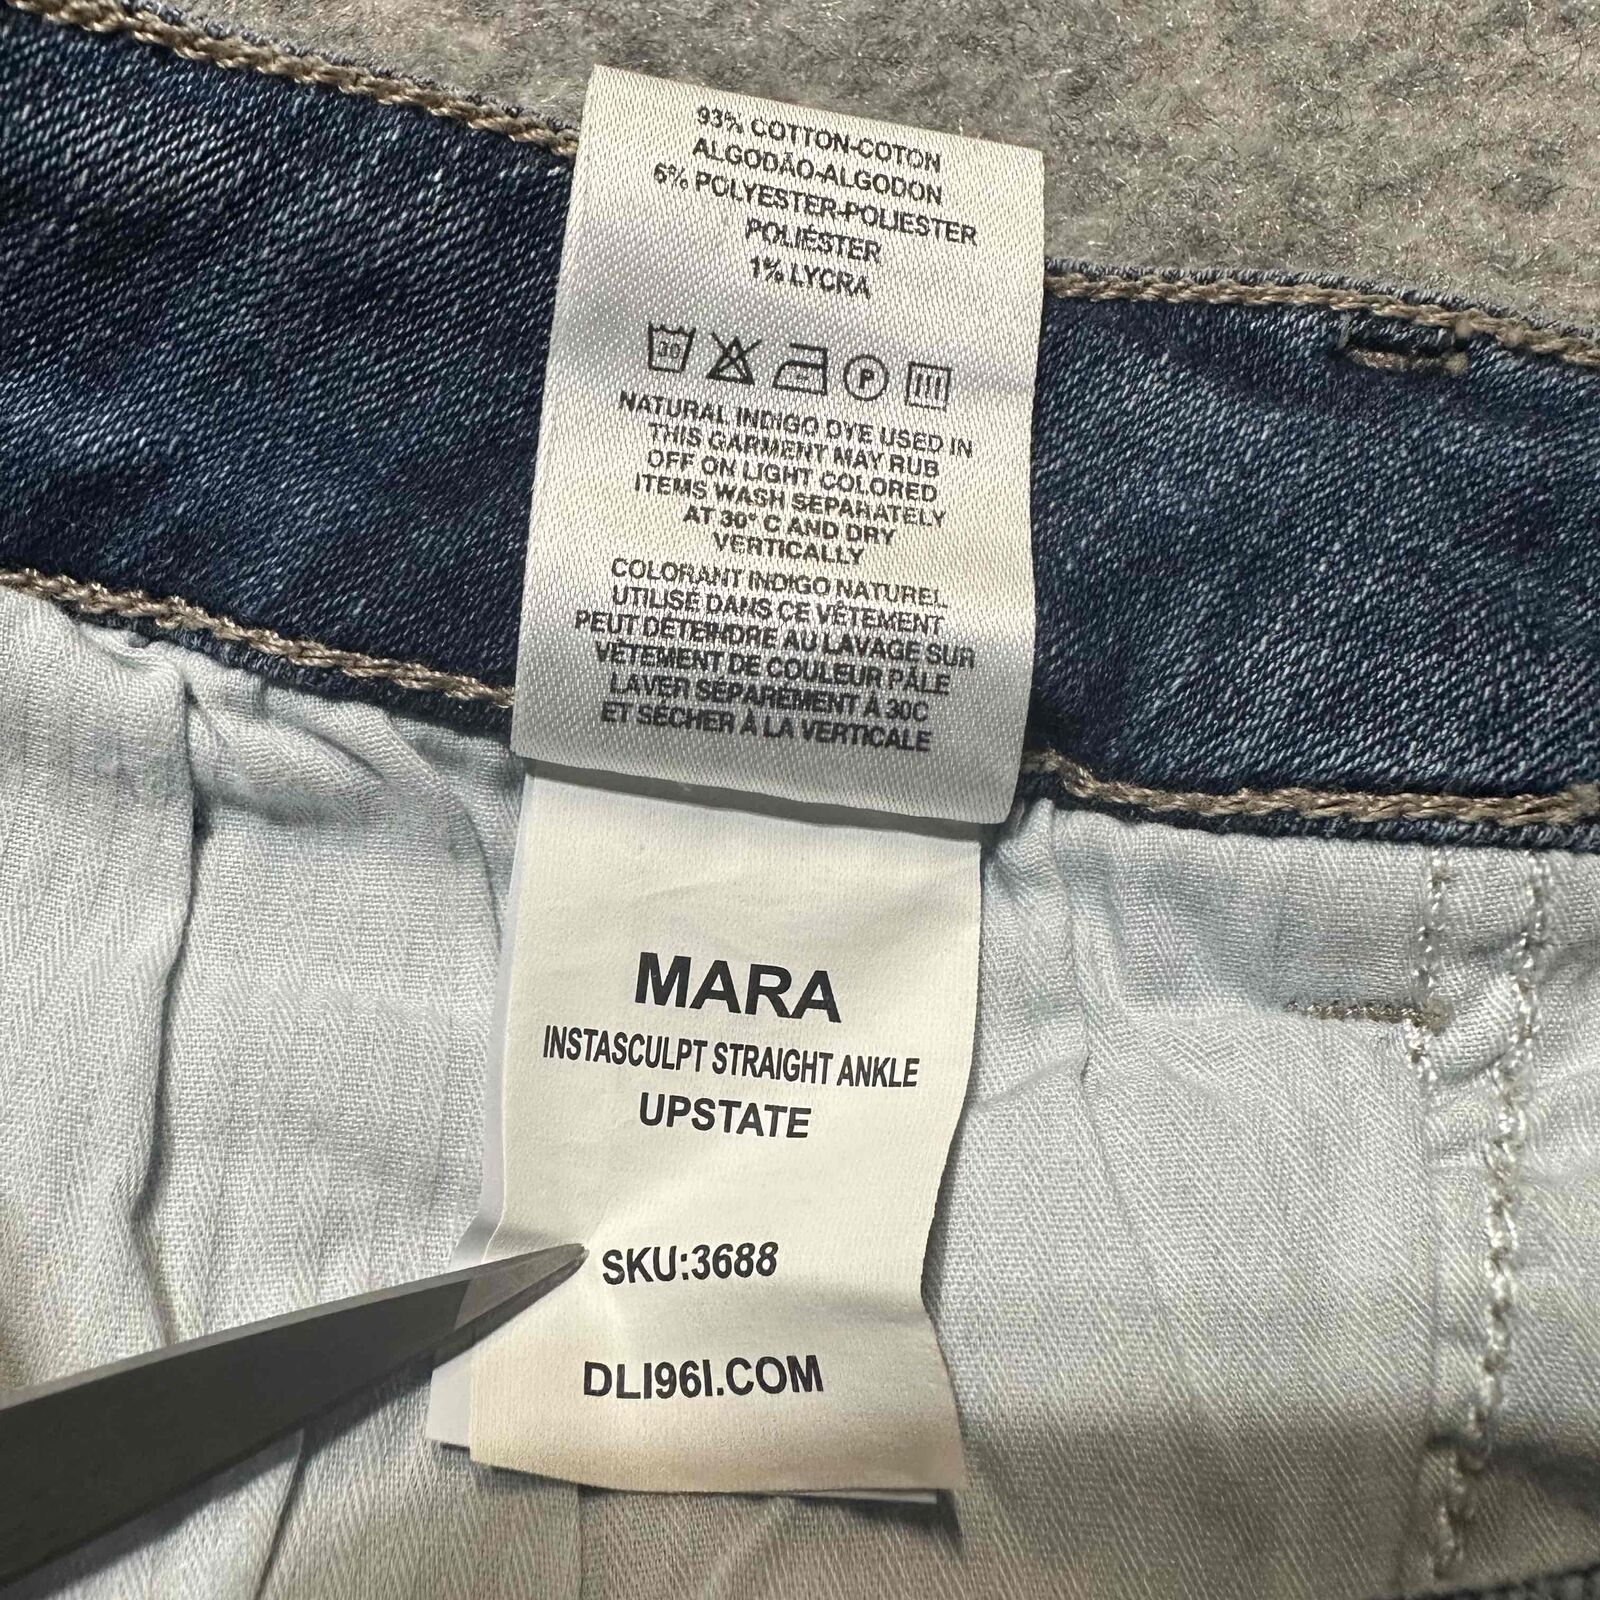 93% COTTON-COTON
ALGODÃO-ALGODON
6% POLYESTER-POLIESTER
POLIÉSTER
1% LYCRA
30
P
NATURAL INDIGO DYE USED IN
THIS GARMENT MAY RUB
OFF ON LIGHT COLORED
ITEMS WASH SEPARATELY
AT 30° C AND DRY
VERTICALLY
COLORANT INDIGO NATUREL
UTILISÉ DANS CE VÊTEMENT
PEUT DÉTEINDRE AU LAVAGE SUR
VÊTEMENT DE COULEUR PÂLE
LAVER SÉPARÉMENT À 30C
ET SÉCHER À LA VERTICALE
MARA
INSTASCULPT STRAIGHT ANKLE
UPSTATE
SKU:3688
DL1961.COM